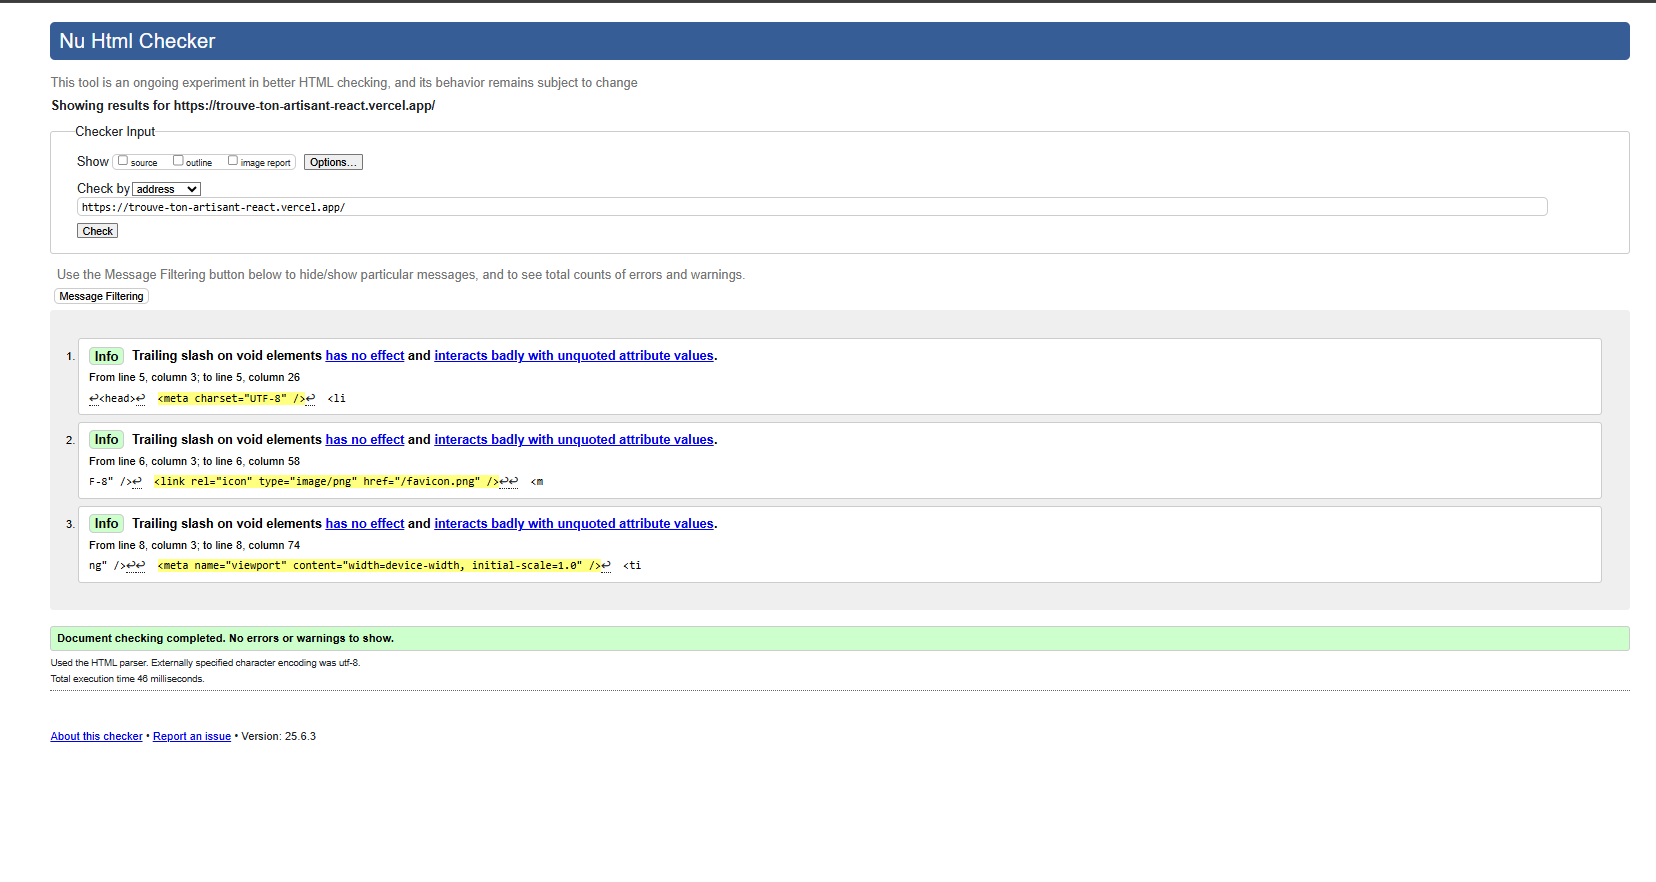 Nu Html Checker
This tool is an ongoing experiment in better HTML checking, and its behavior remains subject to change
Showing results for https://trouve-ton-artisant-react.vercel.app/
Checker Input
Show source outline image report Options...
Check by address
https://trouve-ton-artisant-react.vercel.app/
Check
Use the Message Filtering button below to hide/show particular messages, and to see total counts of errors and warnings.
Message Filtering
1. Info Trailing slash on void elements has no effect and interacts badly with unquoted attribute values.
From line 5, column 3; to line 5, column 26
↩<head>↩ <meta charset="UTF-8" />↩ <li
2. Info Trailing slash on void elements has no effect and interacts badly with unquoted attribute values.
From line 6, column 3; to line 6, column 58
F-8" />↩ <link rel="icon" type="image/png" href="/favicon.png" />↩↩ <m
3. Info Trailing slash on void elements has no effect and interacts badly with unquoted attribute values.
From line 8, column 3; to line 8, column 74
ng" />↩↩ <meta name="viewport" content="width=device-width, initial-scale=1.0" />↩ <ti
Document checking completed. No errors or warnings to show.
Used the HTML parser. Externally specified character encoding was utf-8.
Total execution time 46 milliseconds.
About this checker • Report an issue • Version: 25.6.3